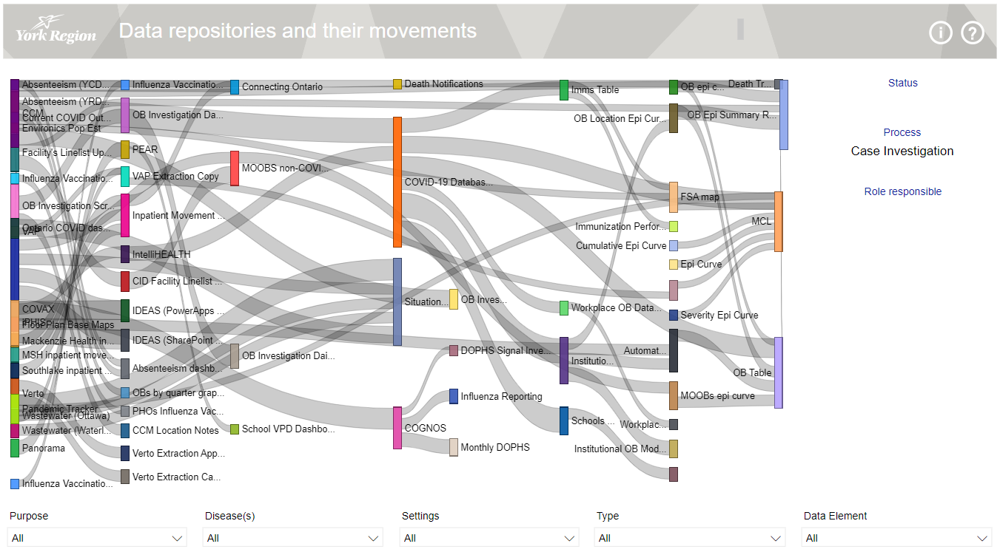 York Region
Data repositories and their movements
Absenteeism (YCD...
Absenteeism (YRD...
CCM
Current COVID Out...
Environics Pop Est
Facility's Linelist Up...
Influenza Vaccinatio...
OB Investigation Scr...
Ontario COVID das...
VAP
COVAX
iPHIS
Floor Plan Base Maps
Mackenzie Health in...
MSH inpatient move...
Southlake inpatient ...
Verto
Pandemic Tracker
Wastewater (Ottawa)
Wastewater (Waterl...
Panorama
Influenza Vaccinatio...
Influenza Vaccinatio...
OB Investigation Da...
PEAR
VAP Extraction Copy
Inpatient Movement ...
IntelliHEALTH
CID Facility Linelist ...
IDEAS (PowerApps ...
IDEAS (SharePoint ...
Absenteeism dashb...
OBs by quarter grap...
PHOs Influenza Vac...
CCM Location Notes
Verto Extraction App...
Verto Extraction Ca...
Connecting Ontario
MOOBS non-COVI...
OB Investigation Dai...
School VPD Dashbo...
Death Notifications
COVID-19 Databas...
Situation...
COGNOS
OB Inves...
DOPHS Signal Inve...
Influenza Reporting
Monthly DOPHS
Imms Table
Workplace OB Data...
Institutio...
Schools ...
OB epi c...
OB Location Epi Cur...
FSA map
Immunization Perfor...
Cumulative Epi Curve
Epi Curve
Severity Epi Curve
Automat...
MOOBs epi curve
Workplac...
Institutional OB Mod...
Death Tr...
OB Epi Summary R...
MCL
OB Table
Status
Process
Case Investigation
Role responsible
Purpose
All
Disease(s)
All
Settings
All
Type
All
Data Element
All